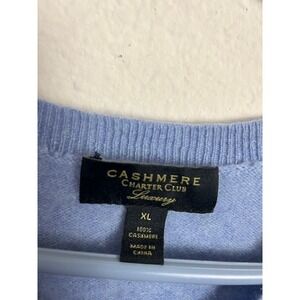 CASHMERE
CHARTER CLUB
Luxury
XL
100%
CASHMERE
MADE IN
CHINA